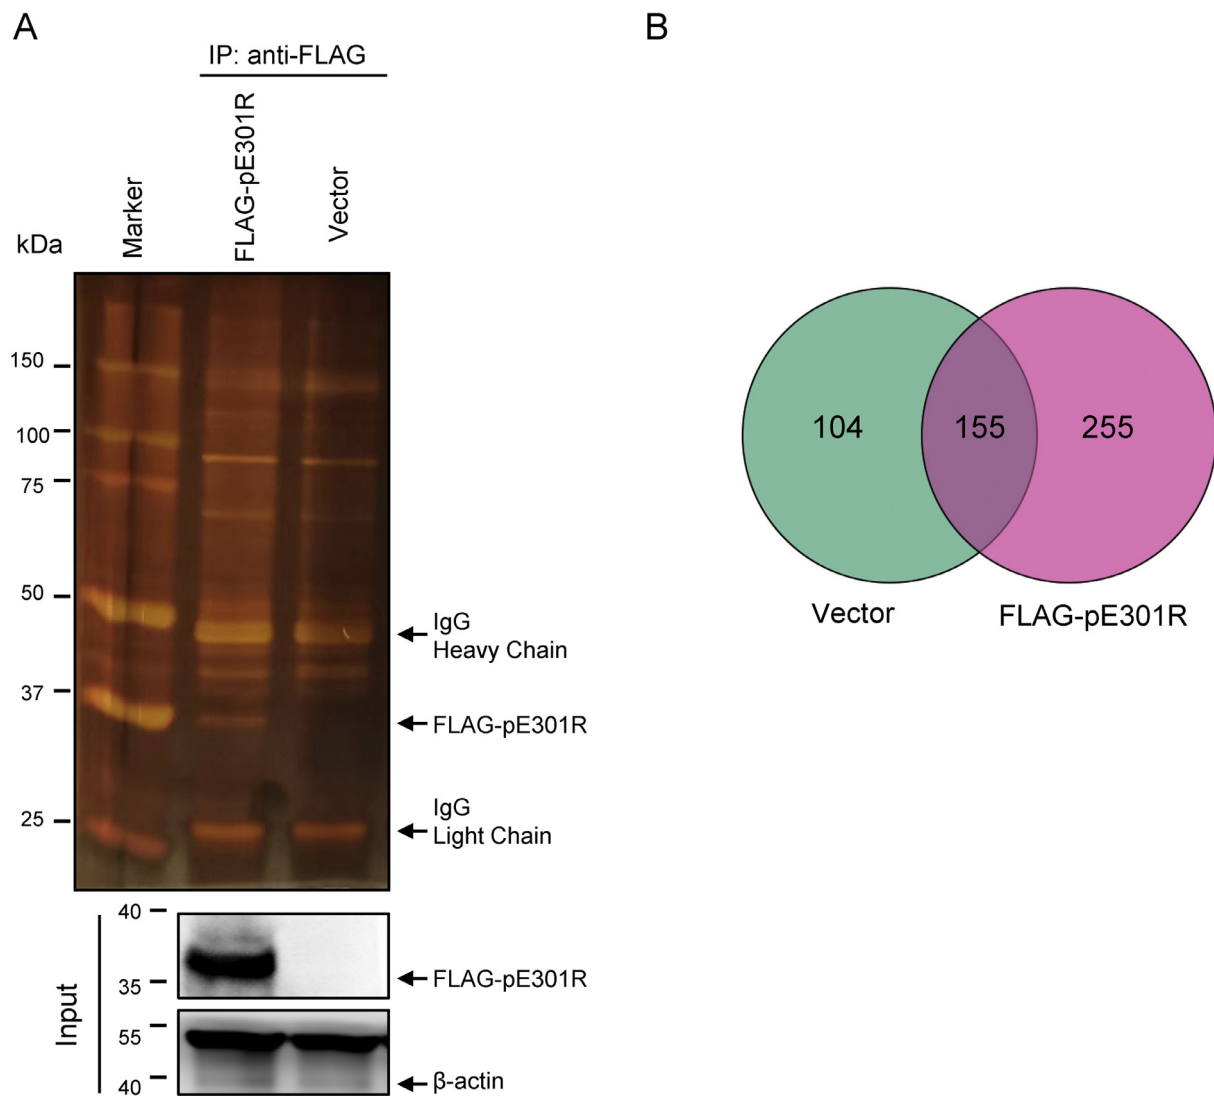 A
B
IP: anti-FLAG
kDa
Marker
FLAG-pE301R
Vector
150
100
75
50
37
25
IgG
Heavy Chain
FLAG-pE301R
IgG
Light Chain
104
155
255
Vector
FLAG-pE301R
Input
40
35
FLAG-pE301R
55
40
β-actin